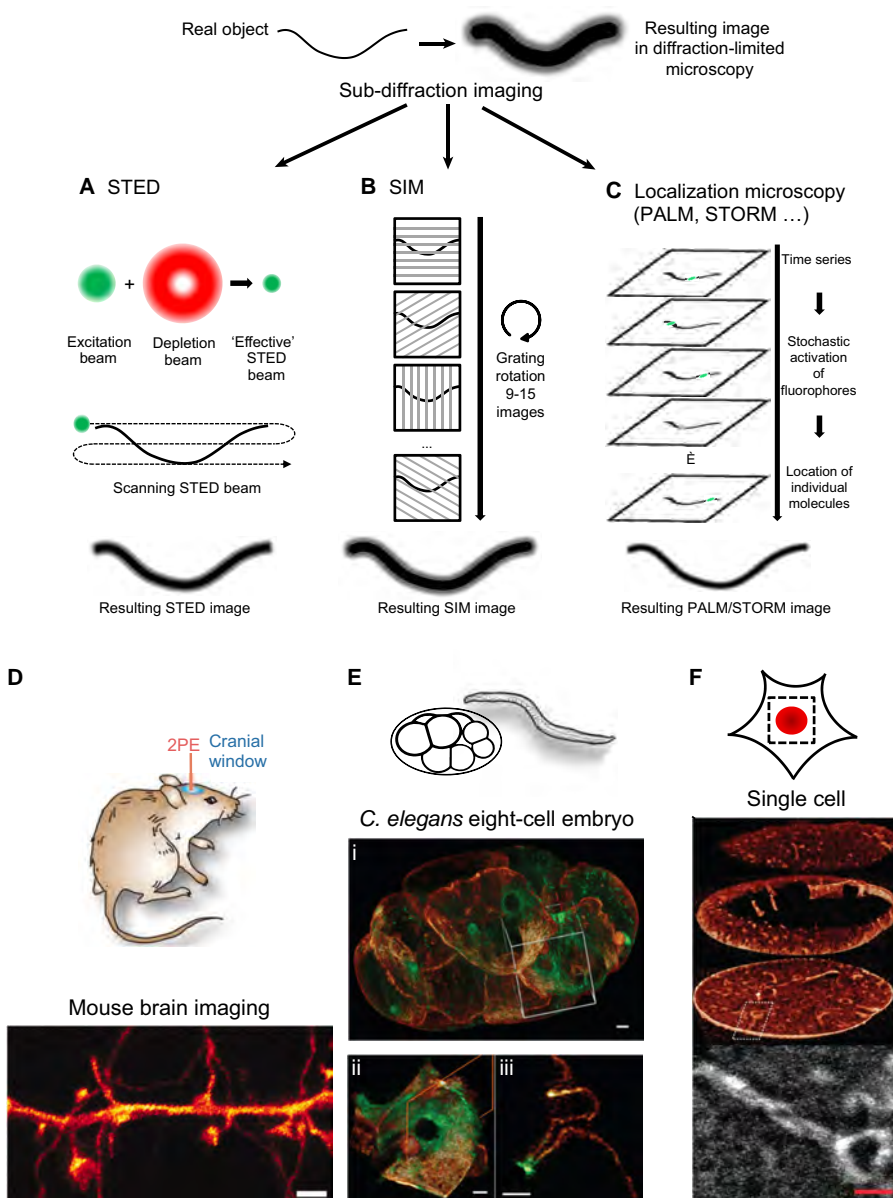 Real object
Resulting image
in diffraction-limited
microscopy
Sub-diffraction imaging
A STED
Excitation
beam
+
Depletion
beam
'Effective'
STED
beam
Scanning STED beam
Resulting STED image
B SIM
Grating
rotation
9-15
images
...
Resulting SIM image
C Localization microscopy
(PALM, STORM ...)
Time series
Stochastic
activation
of
fluorophores
È
Location of
individual
molecules
Resulting PALM/STORM image
D
2PE
Cranial
window
Mouse brain imaging
E
C. elegans eight-cell embryo
i
ii
iii
F
Single cell